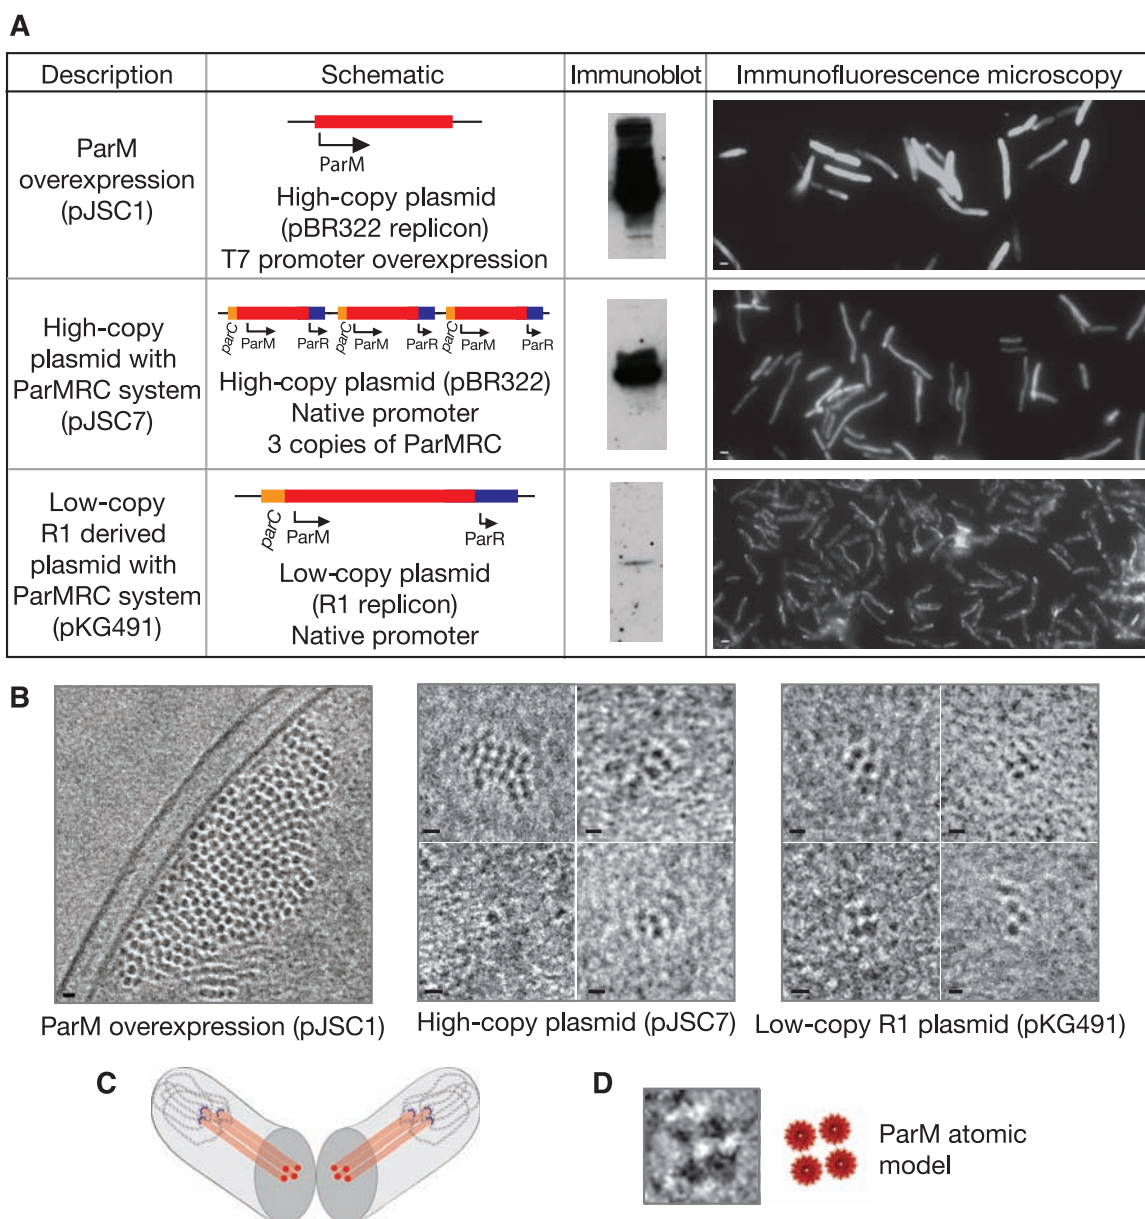 A
Description
Schematic
Immunoblot
Immunofluorescence microscopy
ParM
overexpression
(pJSC1)
ParM
High-copy plasmid
(pBR322 replicon)
T7 promoter overexpression
High-copy
plasmid with
ParMRC system
(pJSC7)
parC ParM ParR parC ParM ParR parC ParM ParR
High-copy plasmid (pBR322)
Native promoter
3 copies of ParMRC
Low-copy
R1 derived
plasmid with
ParMRC system
(pKG491)
parC ParM ParR
Low-copy plasmid
(R1 replicon)
Native promoter
B
ParM overexpression (pJSC1)
High-copy plasmid (pJSC7)
Low-copy R1 plasmid (pKG491)
C
D
ParM atomic
model